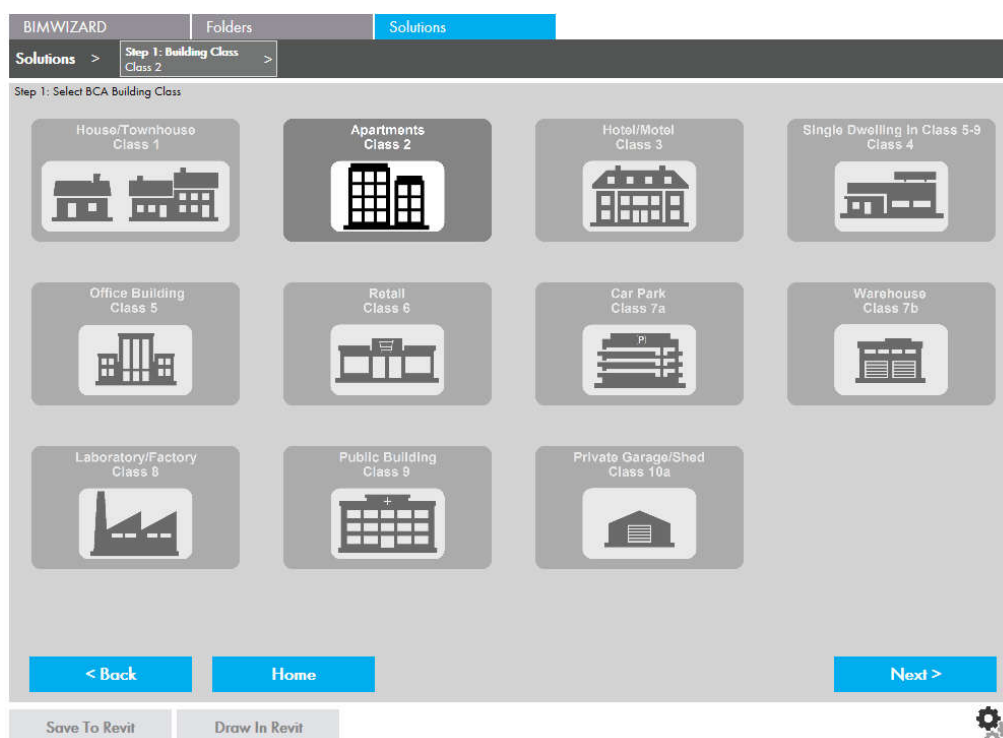 BIMWIZARD Folders Solutions
Solutions > Step 1: Building Class >
Class 2
Step 1: Select BCA Building Class
House/Townhouse
Class 1
Apartments
Class 2
Hotel/Motel
Class 3
Single Dwelling In Class 5-9
Class 4
Office Building
Class 5
Retail
Class 6
Car Park
Class 7a
P
Warehouse
Class 7b
Laboratory/Factory
Class 8
Public Building
Class 9
Private Garage/Shed
Class 10a
< Back Home Next >
Save To Revit Draw In Revit